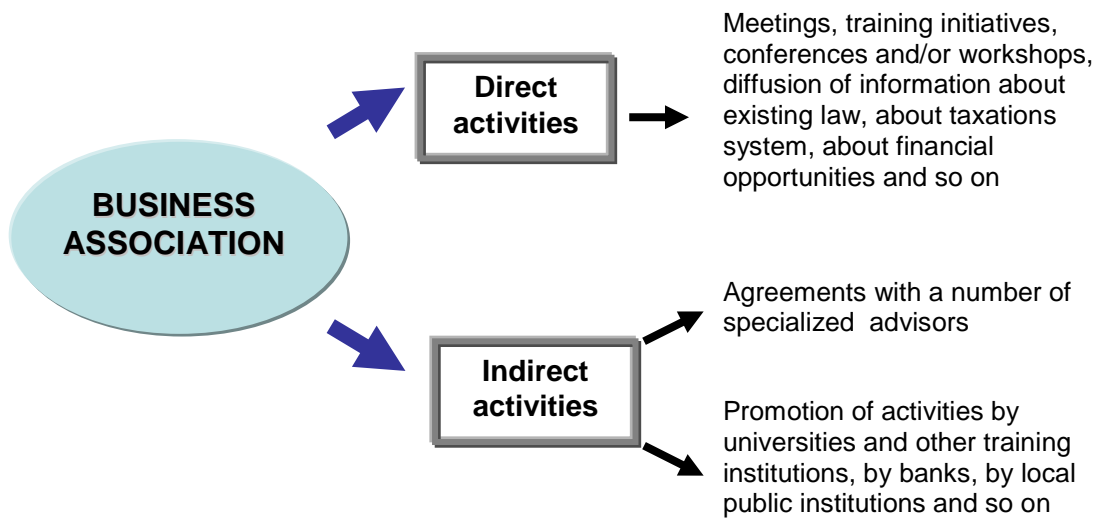 BUSINESS
ASSOCIATION
Direct
activities
Meetings, training initiatives,
conferences and/or workshops,
diffusion of information about
existing law, about taxations
system, about financial
opportunities and so on
Indirect
activities
Agreements with a number of
specialized  advisors
Promotion of activities by
universities and other training
institutions, by banks, by local
public institutions and so on